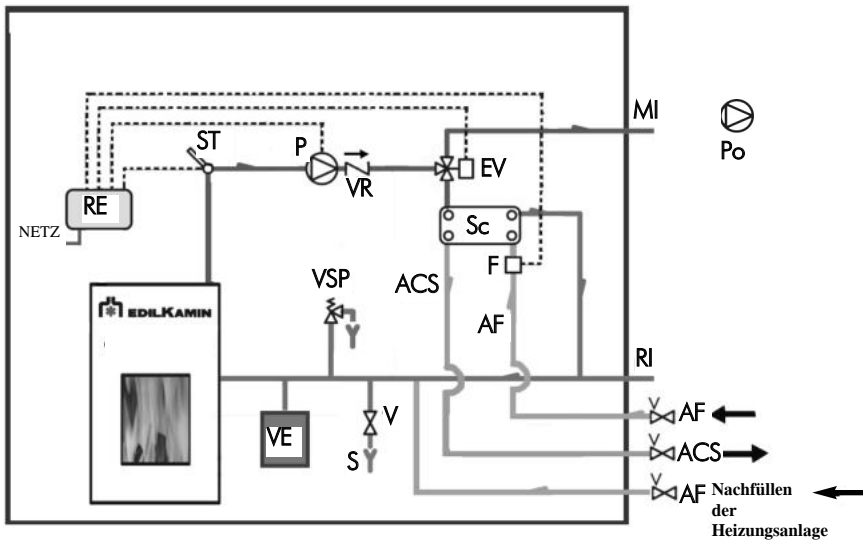 MI
Po
ST
P
VR
EV
RE
NETZ
Sc
F
VSP
ACS
AF
EDILKAMIN
RI
VE
V
S
V
AF
V
ACS
V
AF Nachfüllen
der
Heizungsanlage